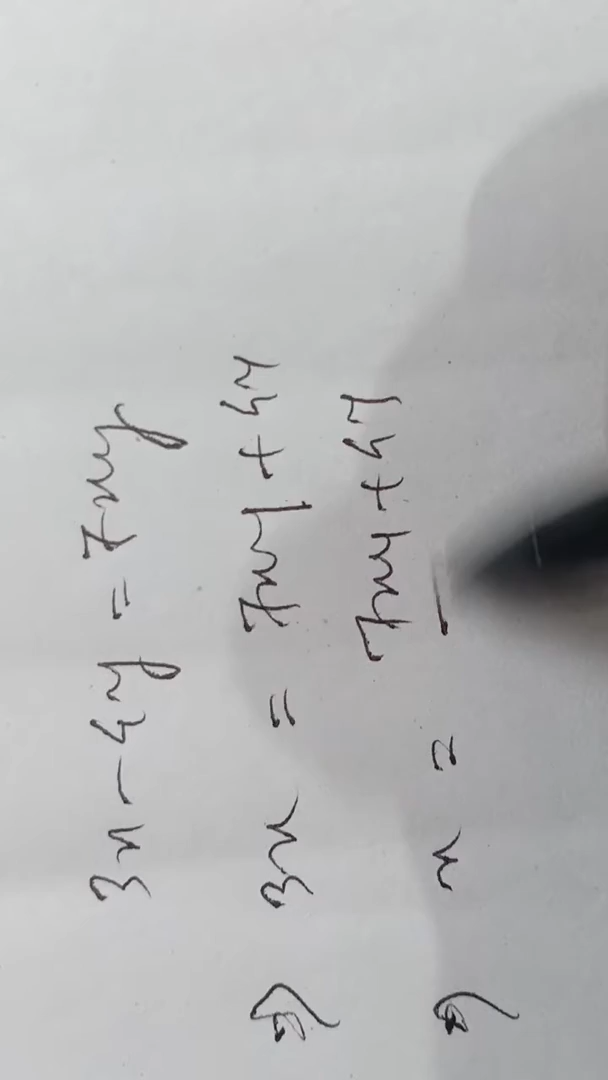 3x - 4y = 7xy
⇒ 3x = 7xy + 4y
⇒ x = 7xy + 4y